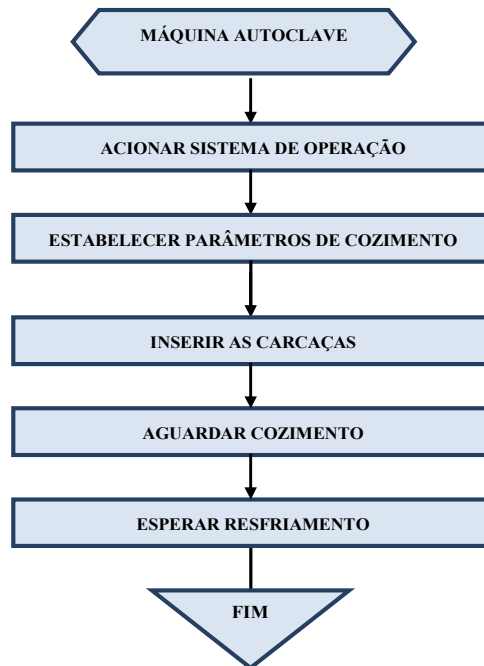 MÁQUINA AUTOCLAVE
ACIONAR SISTEMA DE OPERAÇÃO
ESTABELECER PARÂMETROS DE COZIMENTO
INSERIR AS CARCAÇAS
AGUARDAR COZIMENTO
ESPERAR RESFRIAMENTO
FIM